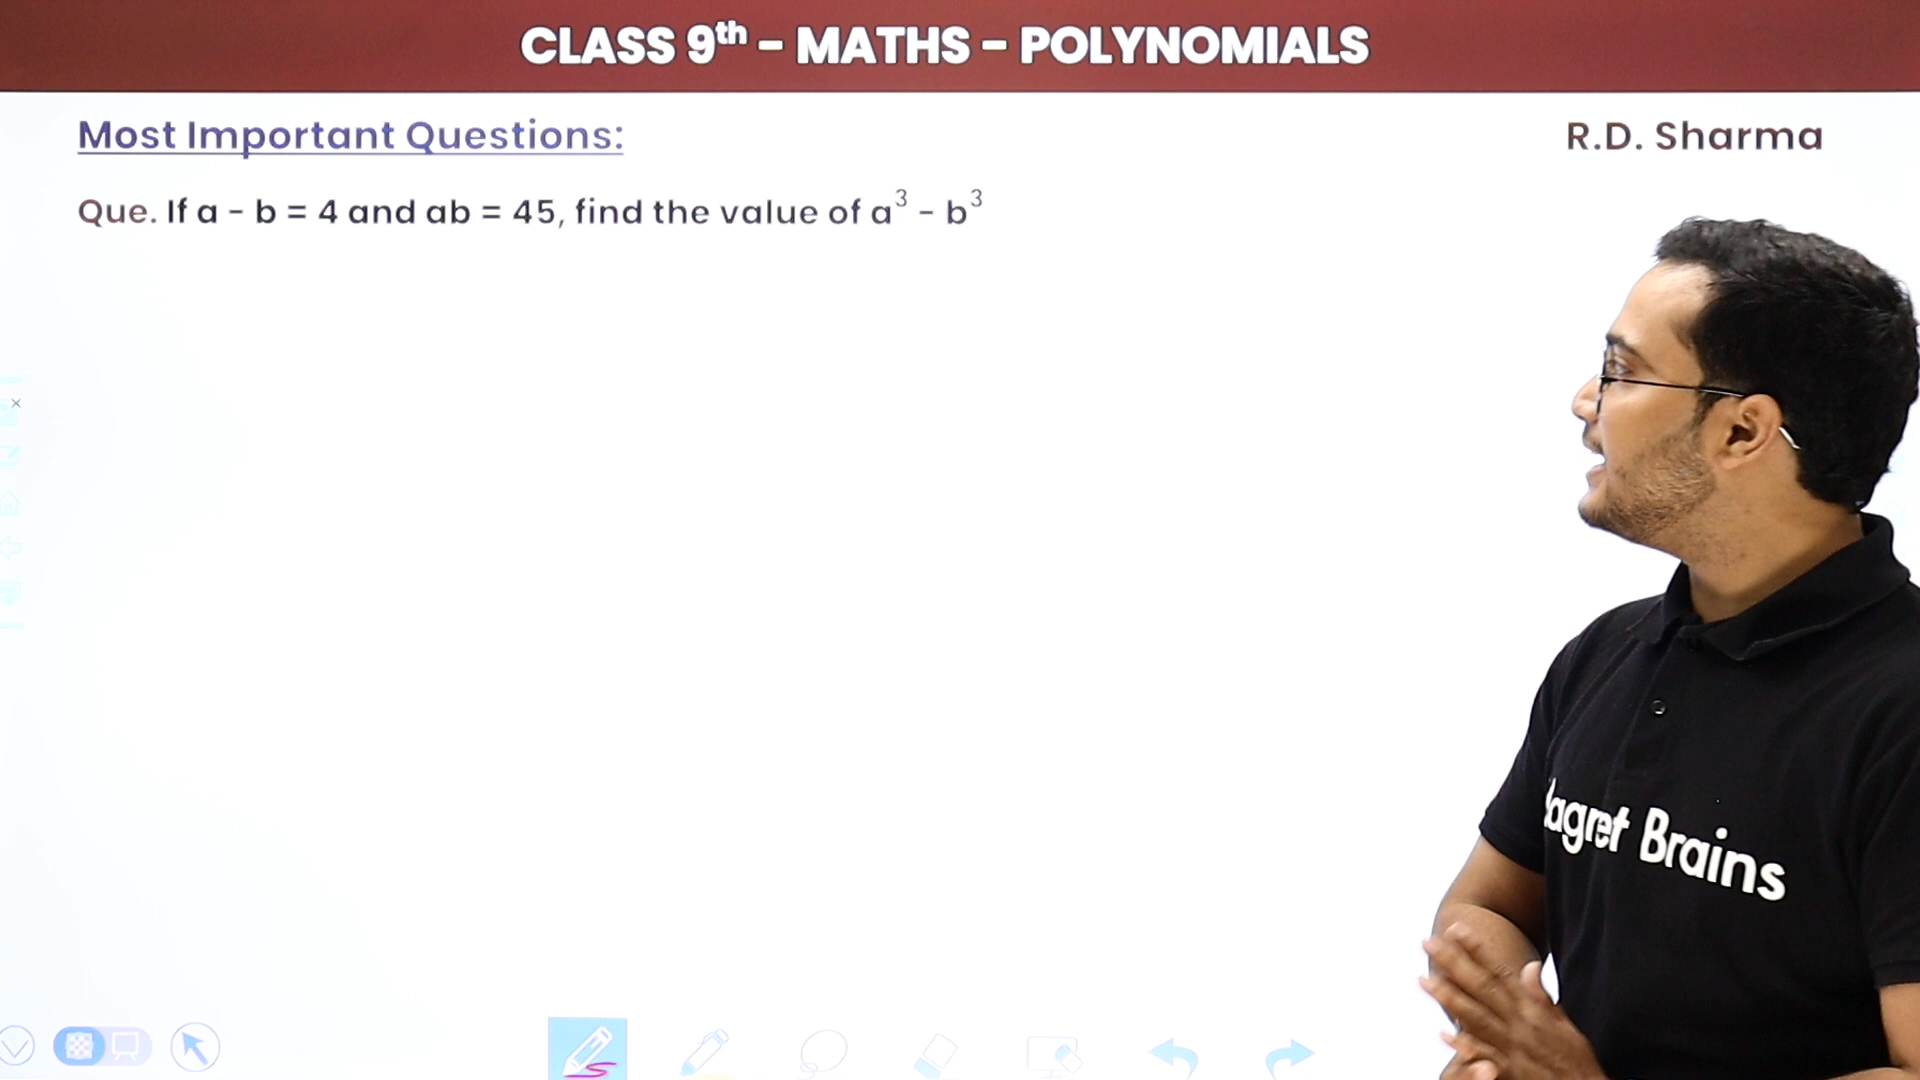 CLASS 9th – MATHS – POLYNOMIALS
Most Important Questions:
R.D. Sharma
Que. If a – b = 4 and ab = 45, find the value of a³ – b³
Brains